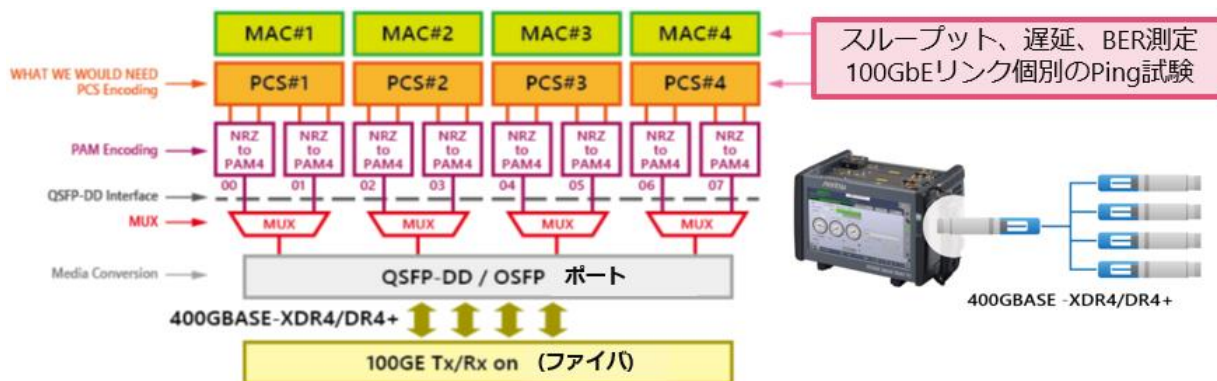 MAC#1 MAC#2 MAC#3 MAC#4
スループット、遅延、BER測定
100GbEリンク個別のPing試験
WHAT WE WOULD NEED
PCS Encoding
PCS#1 PCS#2 PCS#3 PCS#4
PAM Encoding
NRZ to PAM4
NRZ to PAM4
NRZ to PAM4
NRZ to PAM4
NRZ to PAM4
NRZ to PAM4
NRZ to PAM4
NRZ to PAM4
00 01 02 03 04 05 06 07
QSFP-DD Interface
MUX
MUX MUX MUX MUX
Media Conversion
QSFP-DD / OSFP ポート
400GBASE-XDR4/DR4+
100GE Tx/Rx on (ファイバ)
400GBASE -XDR4/DR4+